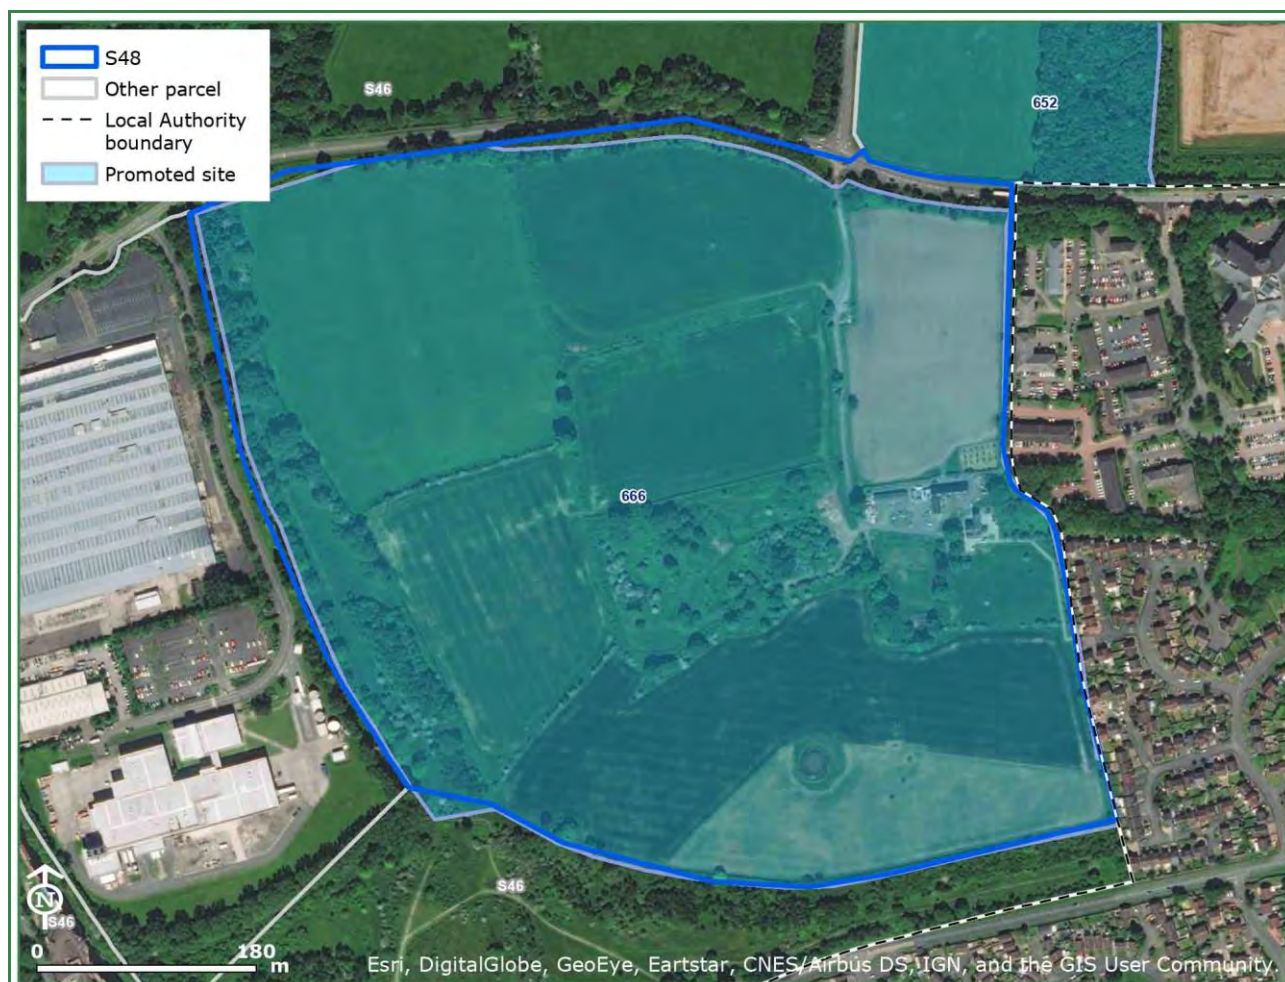 S48
Other parcel
Local Authority
boundary
Promoted site
S46
652
666
S46
S46
N
0 180
m
Esri, DigitalGlobe, GeoEye, Eartstar, CNES/Airbus DS, IGN, and the GIS User Community.